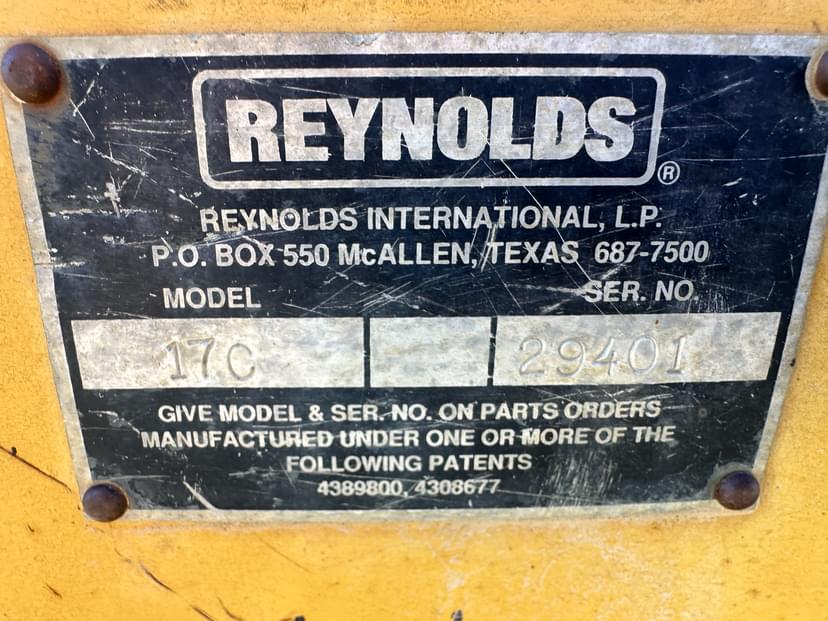 REYNOLDS
®
REYNOLDS INTERNATIONAL, L.P.
P.O. BOX 550 McALLEN, TEXAS 687-7500
MODEL SER. NO.
17C 29401
GIVE MODEL & SER. NO. ON PARTS ORDERS
MANUFACTURED UNDER ONE OR MORE OF THE
FOLLOWING PATENTS
4389800, 4308677